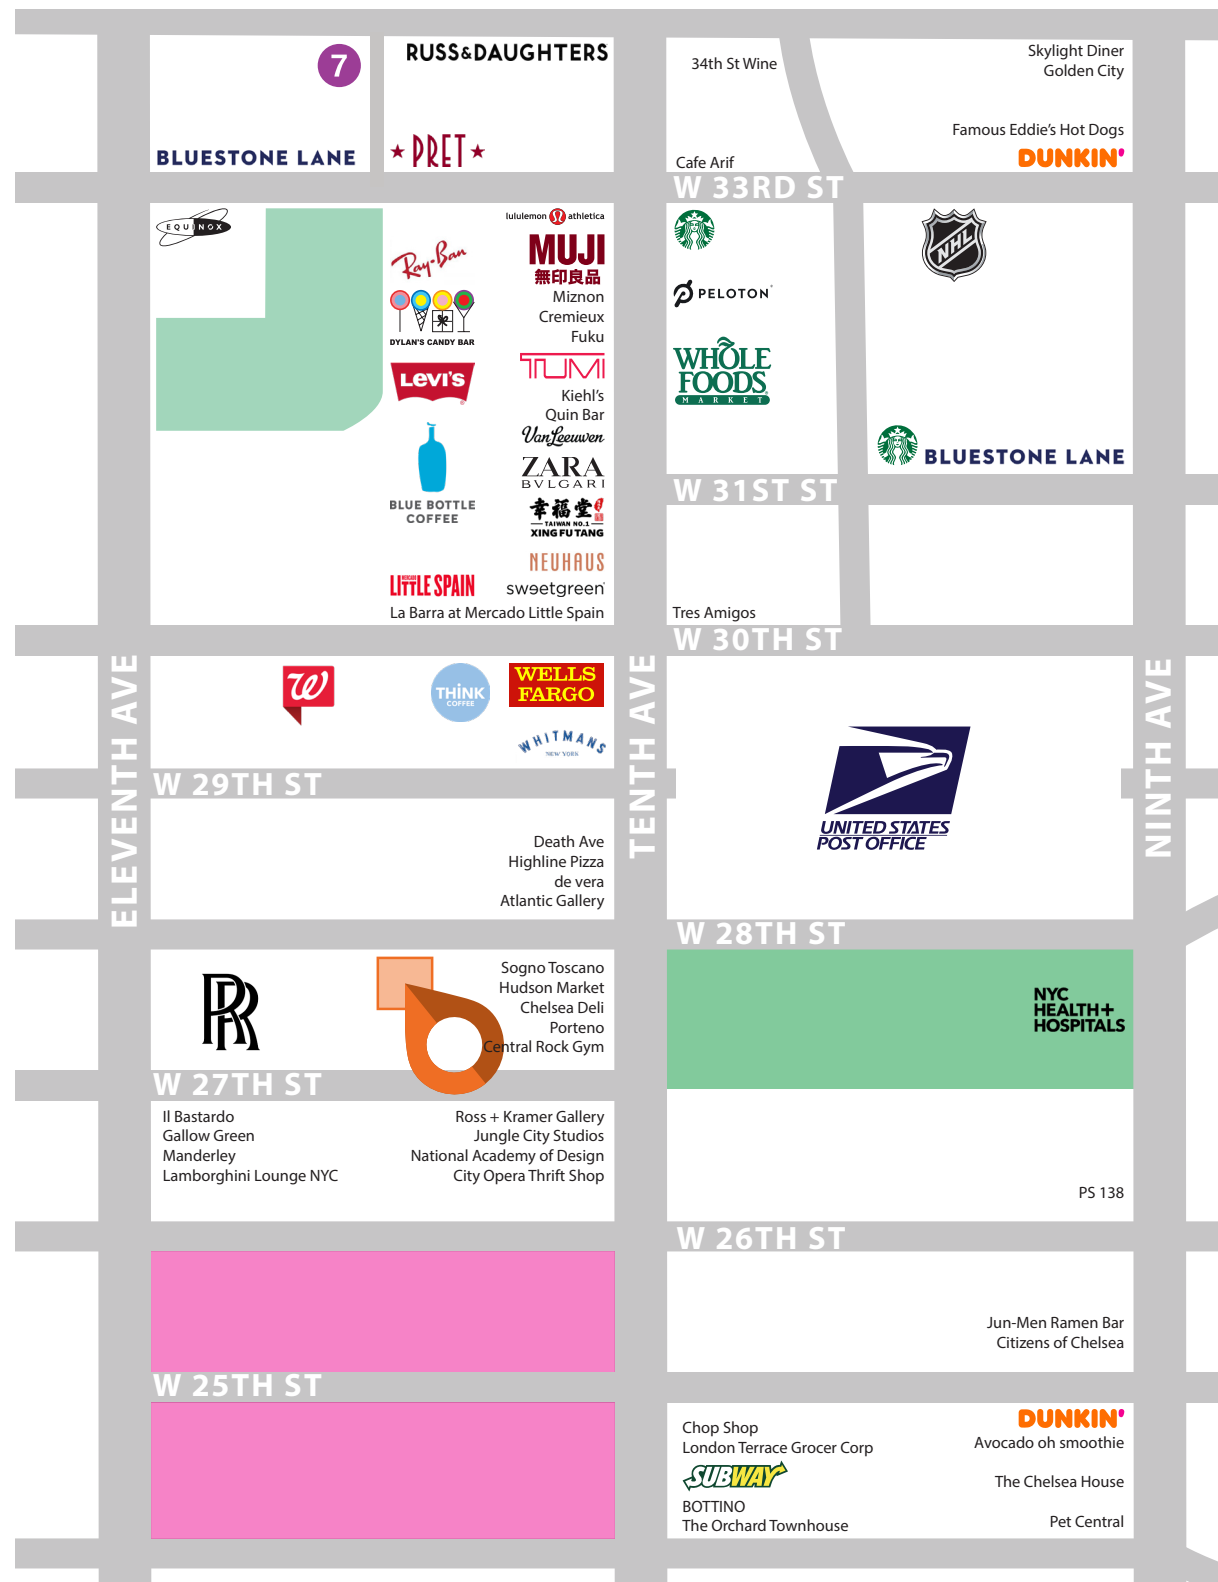 7
RUSS&DAUGHTERS
BLUESTONE LANE
PRET
34th St Wine
Cafe Arif
Skylight Diner
Golden City
Famous Eddie's Hot Dogs
DUNKIN'
W 33RD ST
EQUINOX
Ray-Ban
DYLAN'S CANDY BAR
LEVI'S
BLUE BOTTLE
COFFEE
MERCADO
LITTLE SPAIN
lululemon athletica
MUJI
無印良品
Miznon
Cremieux
Fuku
TUMI
Kiehl's
Quin Bar
Van Leeuwen
ZARA
BVLGARI
幸福堂
TAIWAN NO.1
XING FU TANG
NEUHAUS
sweetgreen
La Barra at Mercado Little Spain
PELOTON
WHOLE
FOODS
MARKET
NHL
BLUESTONE LANE
W 31ST ST
Tres Amigos
W 30TH ST
ELEVENTH AVE
TENTH AVE
NINTH AVE
W
THINK
COFFEE
WELLS
FARGO
WHITMANS
NEW YORK
UNITED STATES
POST OFFICE
W 29TH ST
Death Ave
Highline Pizza
de vera
Atlantic Gallery
W 28TH ST
RR
Sogno Toscano
Hudson Market
Chelsea Deli
Porteno
Central Rock Gym
NYC
HEALTH+
HOSPITALS
W 27TH ST
Il Bastardo
Gallow Green
Manderley
Lamborghini Lounge NYC
Ross + Kramer Gallery
Jungle City Studios
National Academy of Design
City Opera Thrift Shop
PS 138
W 26TH ST
Jun-Men Ramen Bar
Citizens of Chelsea
W 25TH ST
Chop Shop
London Terrace Grocer Corp
SUBWAY
BOTTINO
The Orchard Townhouse
DUNKIN'
Avocado oh smoothie
The Chelsea House
Pet Central